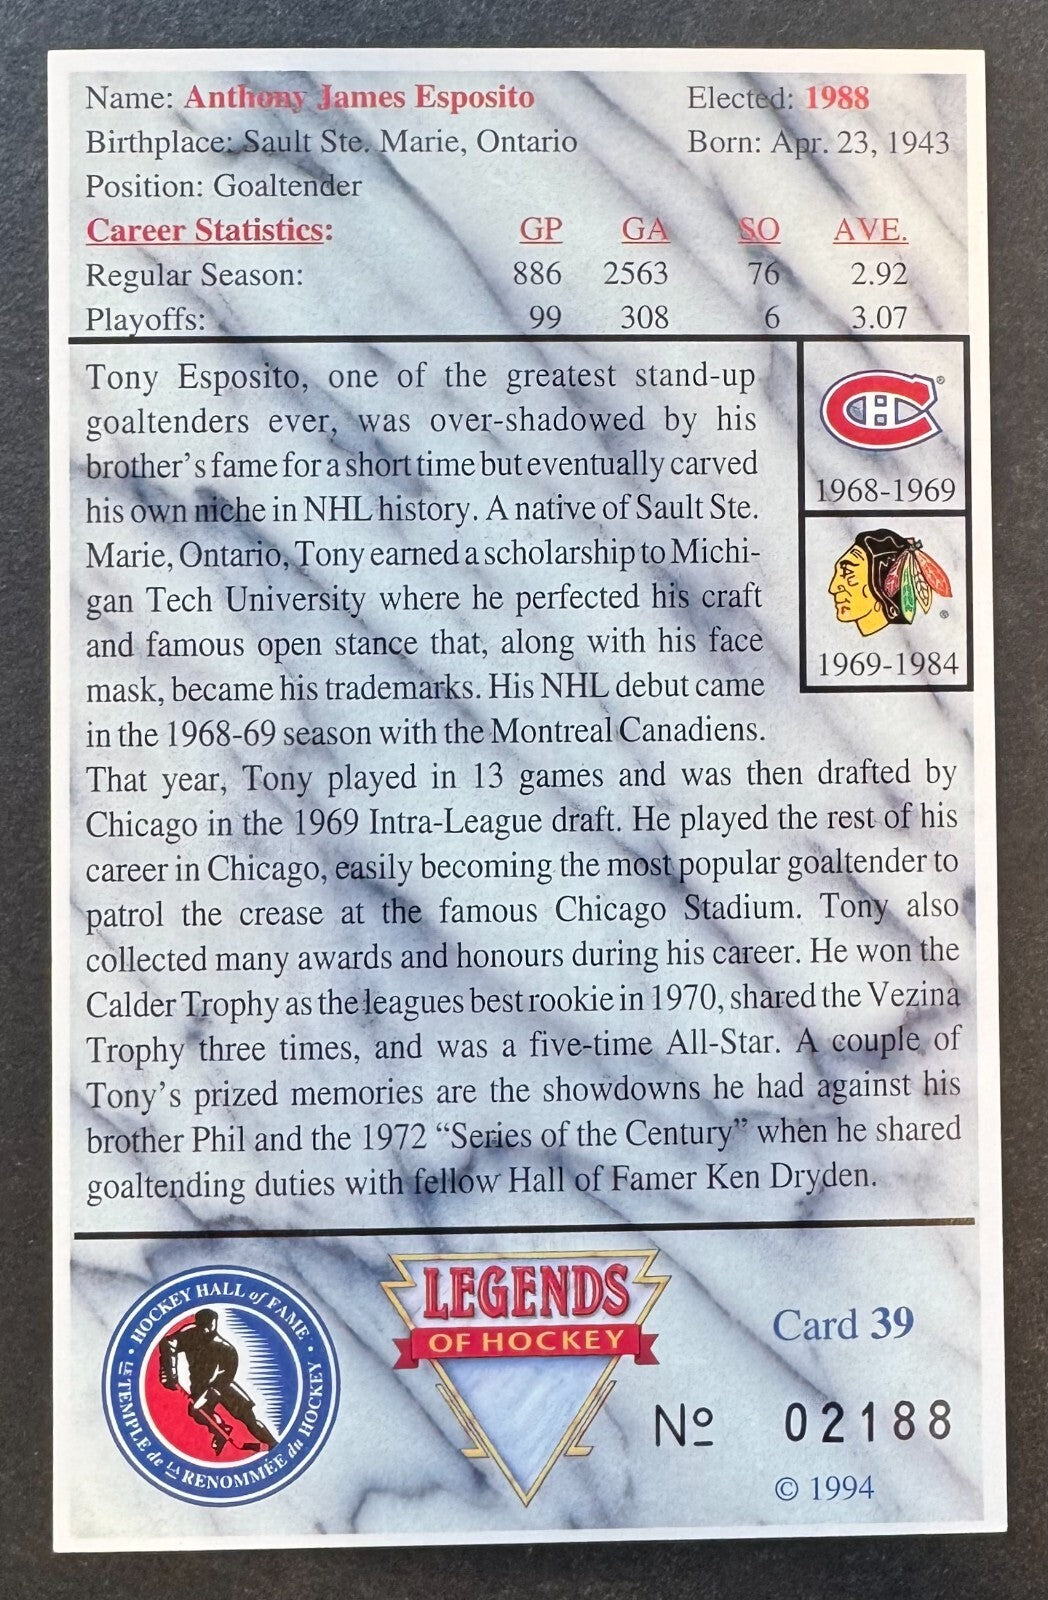 Name: Anthony James Esposito Elected: 1988
Birthplace: Sault Ste. Marie, Ontario Born: Apr. 23, 1943
Position: Goaltender
Career Statistics: GP GA SO AVE.
Regular Season: 886 2563 76 2.92
Playoffs: 99 308 6 3.07
Tony Esposito, one of the greatest stand-up
goaltenders ever, was over-shadowed by his
brother's fame for a short time but eventually carved
his own niche in NHL history. A native of Sault Ste.
Marie, Ontario, Tony earned a scholarship to Michi-
gan Tech University where he perfected his craft
and famous open stance that, along with his face
mask, became his trademarks. His NHL debut came
in the 1968-69 season with the Montreal Canadiens.
CH ®
1968-1969
®
1969-1984
That year, Tony played in 13 games and was then drafted by
Chicago in the 1969 Intra-League draft. He played the rest of his
career in Chicago, easily becoming the most popular goaltender to
patrol the crease at the famous Chicago Stadium. Tony also
collected many awards and honours during his career. He won the
Calder Trophy as the leagues best rookie in 1970, shared the Vezina
Trophy three times, and was a five-time All-Star. A couple of
Tony's prized memories are the showdowns he had against his
brother Phil and the 1972 “Series of the Century” when he shared
goaltending duties with fellow Hall of Famer Ken Dryden.
• HOCKEY HALL of FAME •
LE TEMPLE de LA RENOMMÉE du HOCKEY
LEGENDS
OF HOCKEY
Card 39
Nº 02188
© 1994